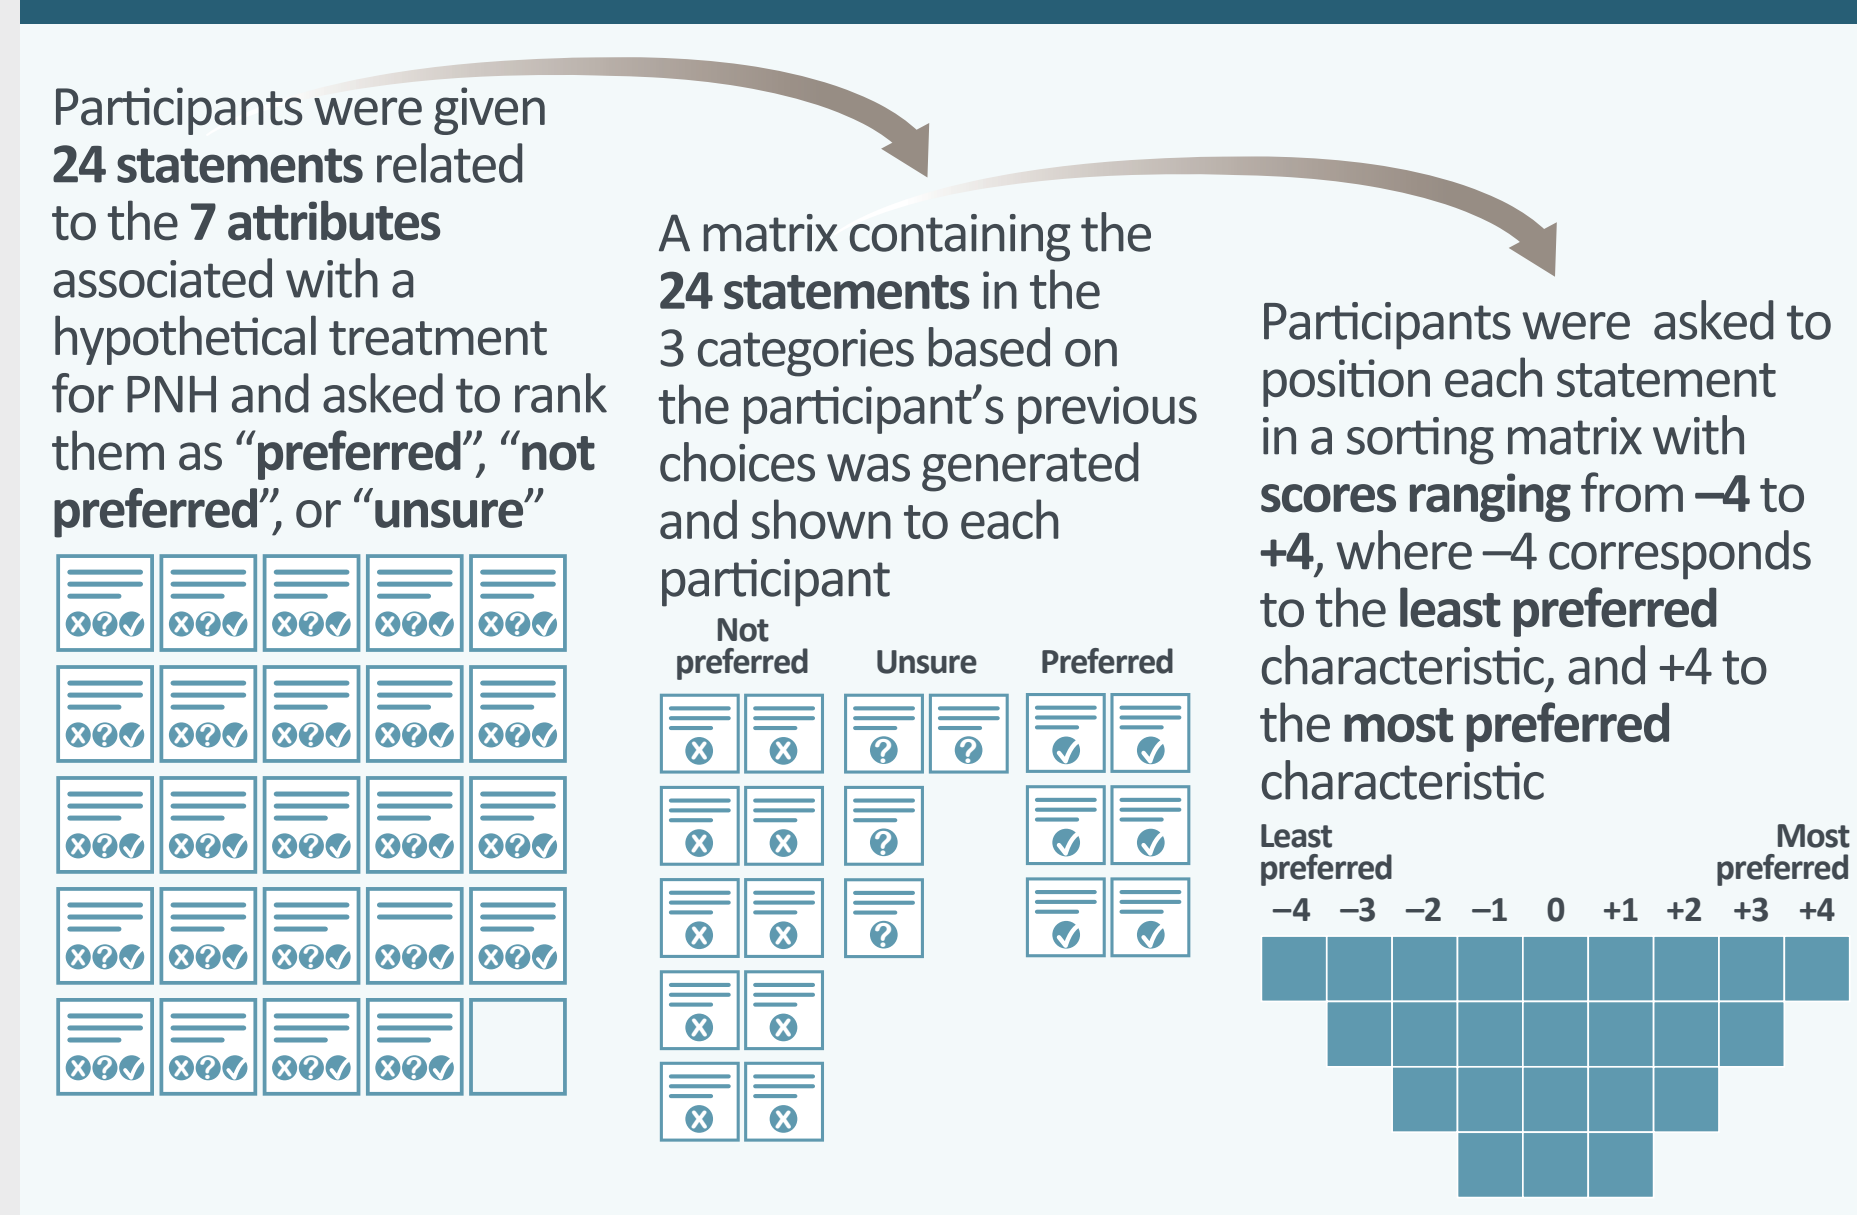 Participants were given
24 statements related
to the 7 attributes
associated with a
hypothetical treatment
for PNH and asked to rank
them as “preferred”, “not
preferred”, or “unsure”
A matrix containing the
24 statements in the
3 categories based on
the participant’s previous
choices was generated
and shown to each
participant
Not
preferred
Unsure
Preferred
Participants were asked to
position each statement
in a sorting matrix with
scores ranging from –4 to
+4, where –4 corresponds
to the least preferred
characteristic, and +4 to
the most preferred
characteristic
Least
preferred
Most
preferred
–4 –3 –2 –1 0 +1 +2 +3 +4